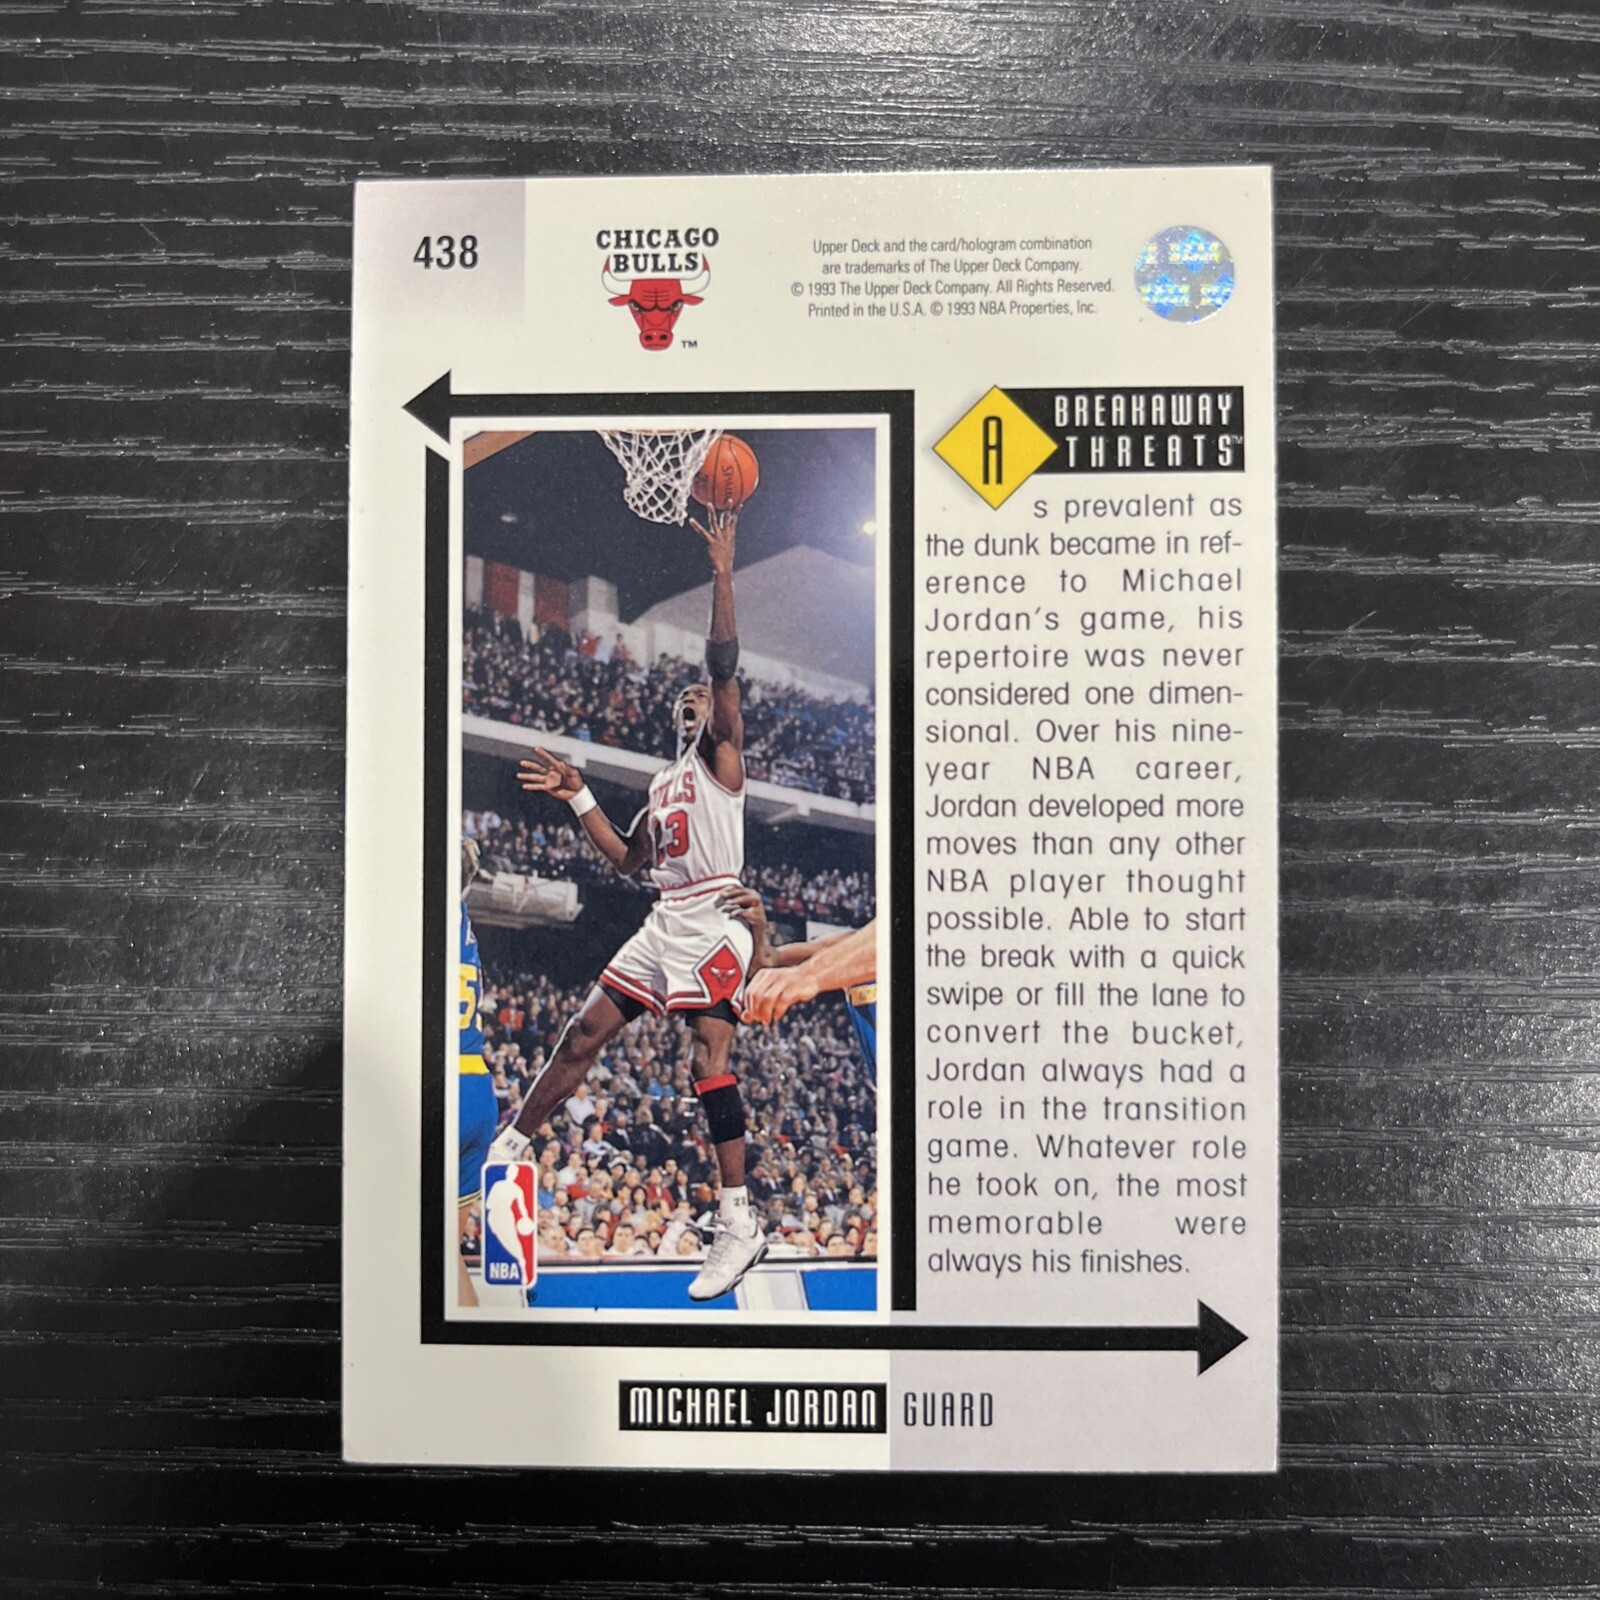 438
CHICAGO
BULLS
TM
Upper Deck and the card/hologram combination
are trademarks of The Upper Deck Company.
© 1993 The Upper Deck Company. All Rights Reserved.
Printed in the U.S.A. © 1993 NBA Properties, Inc.
BREAKAWAY
THREATS™
A
s prevalent as
the dunk became in ref-
erence to Michael
Jordan's game, his
repertoire was never
considered one dimen-
sional. Over his nine-
year NBA career,
Jordan developed more
moves than any other
NBA player thought
possible. Able to start
the break with a quick
swipe or fill the lane to
convert the bucket,
Jordan always had a
role in the transition
game. Whatever role
he took on, the most
memorable were
always his finishes.
23
NBA
®
MICHAEL JORDAN GUARD